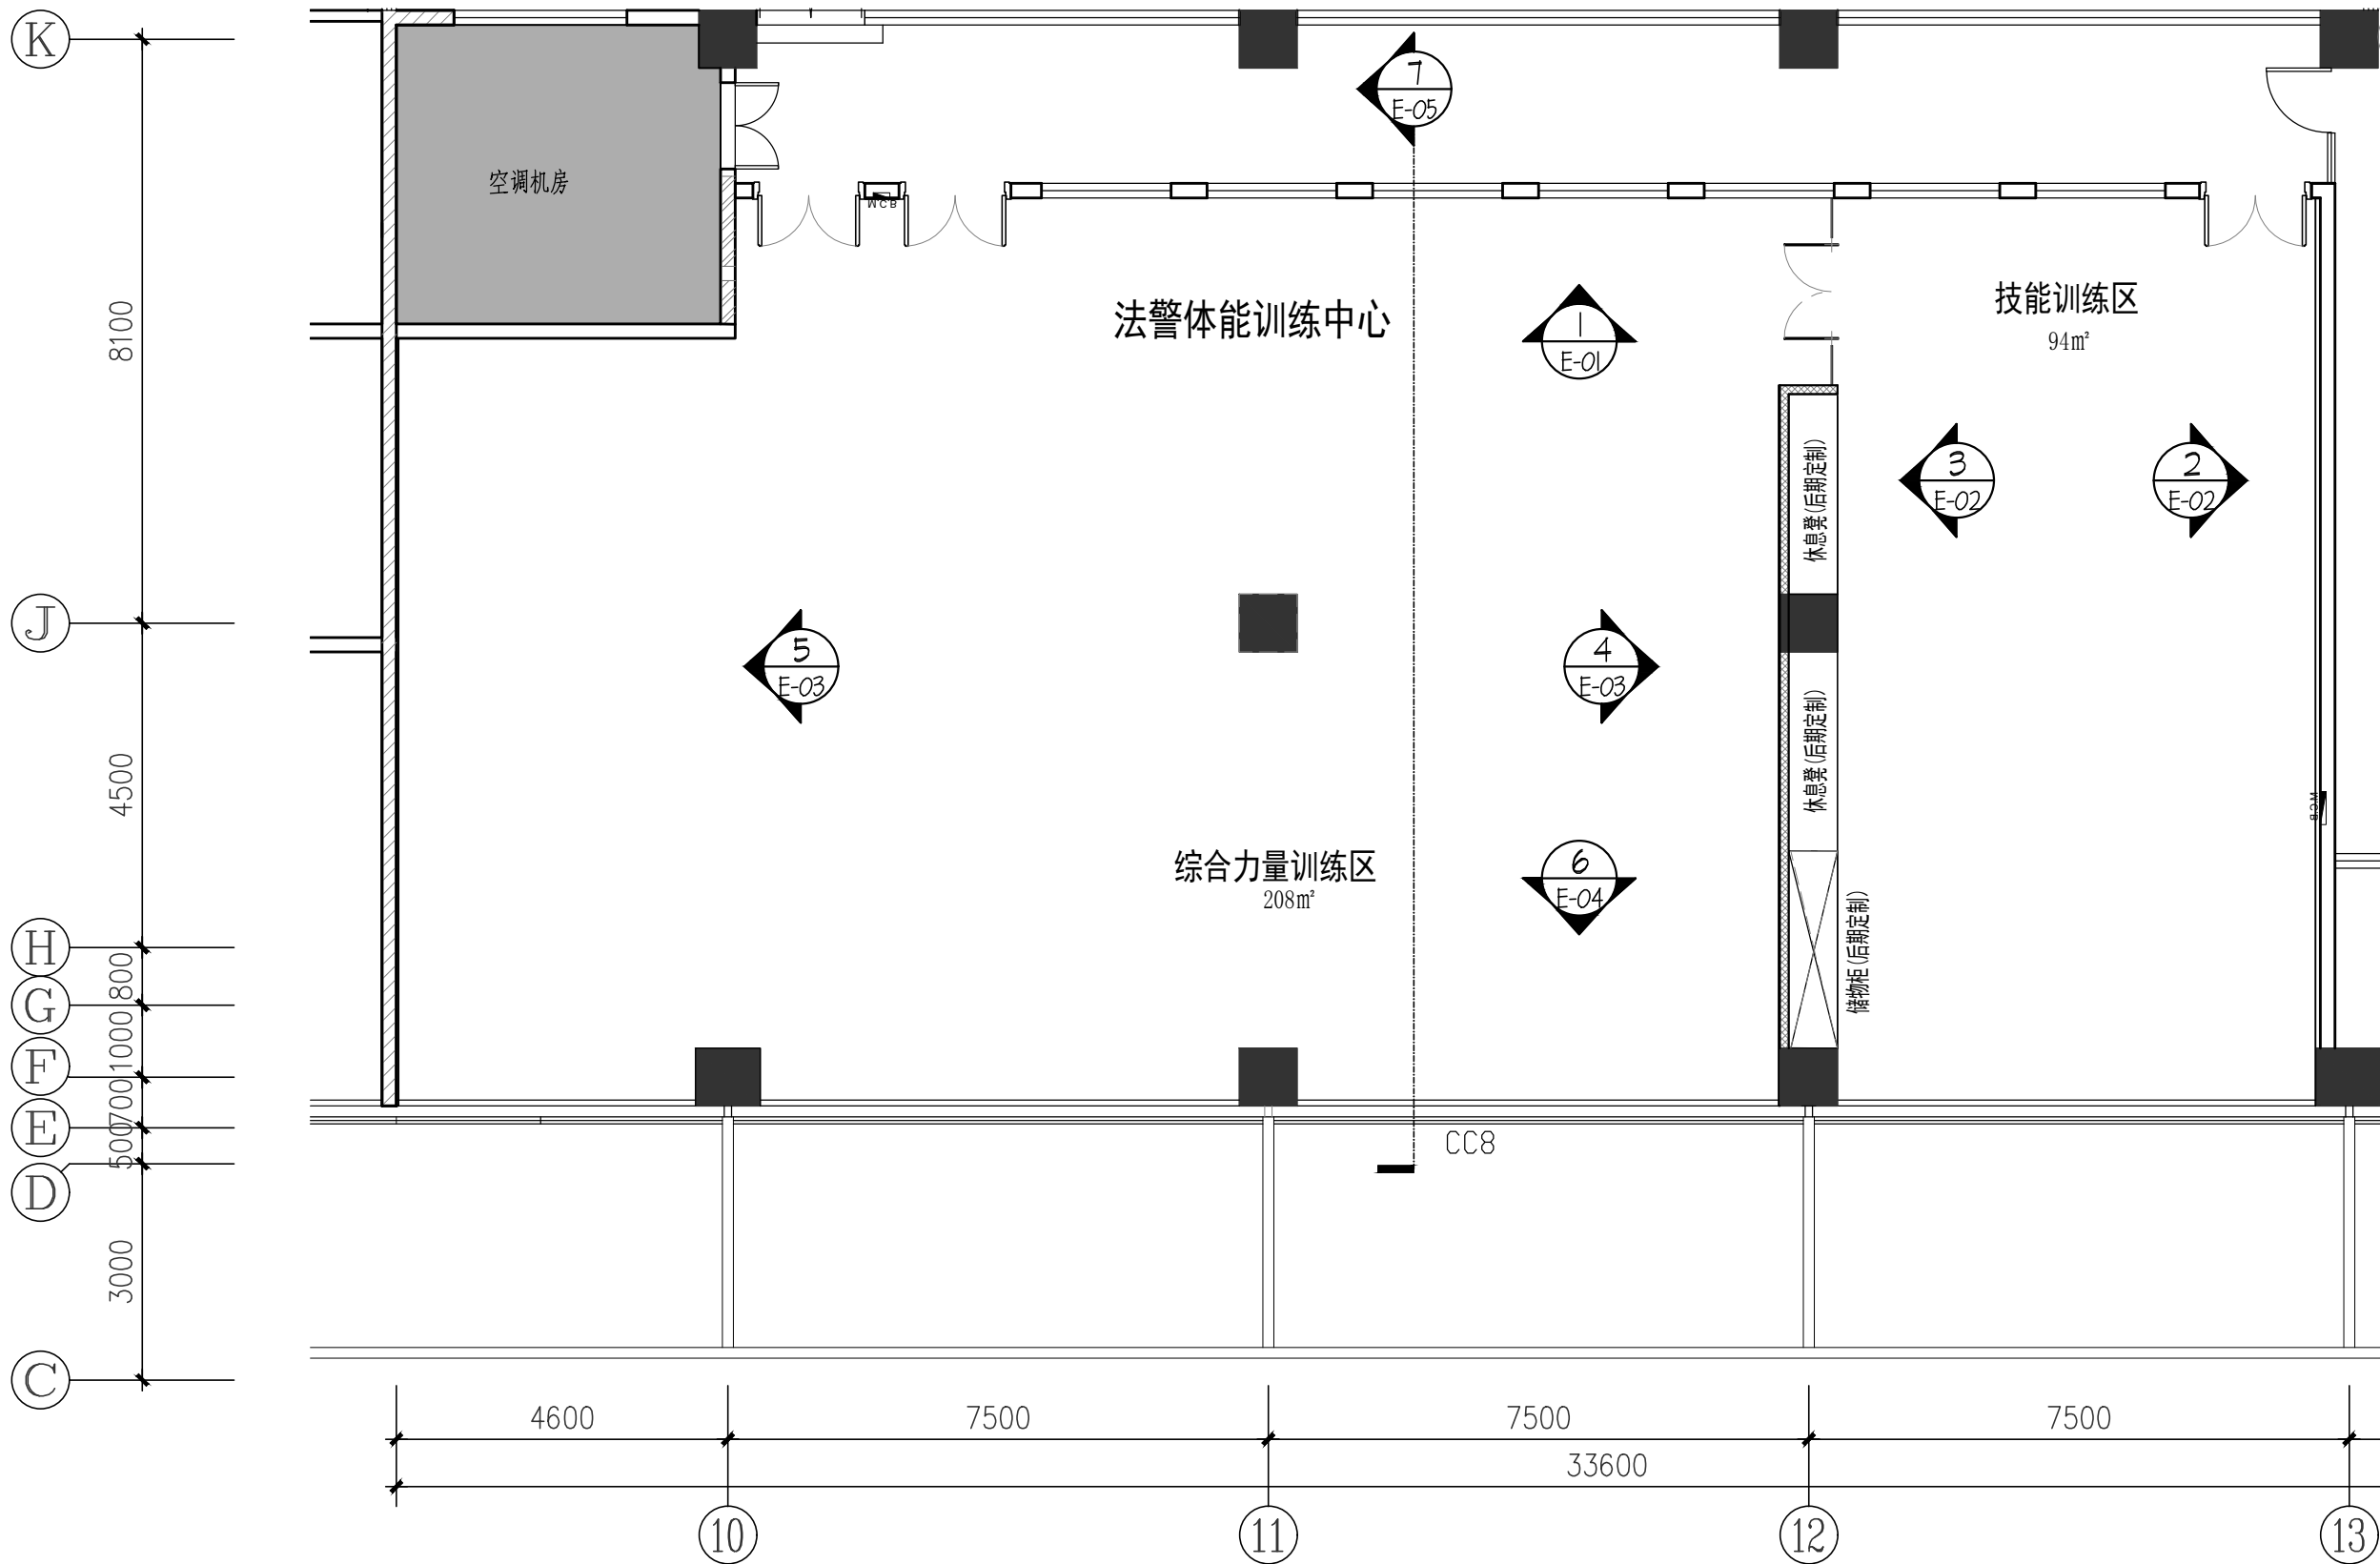 K
7
E-05
空调机房
W.C.B
法警体能训练中心
技能训练区
94m²
1
E-01
8100
休息凳(后期定制)
3
E-02
2
E-02
J
5
E-03
4
E-03
4500
休息凳(后期定制)
W.C.B
综合力量训练区
208m²
6
E-04
储物柜(后期定制)
H
800
G
1000
F
700
E
500
CC8
D
3000
C
4600
7500
7500
7500
33600
10
11
12
13